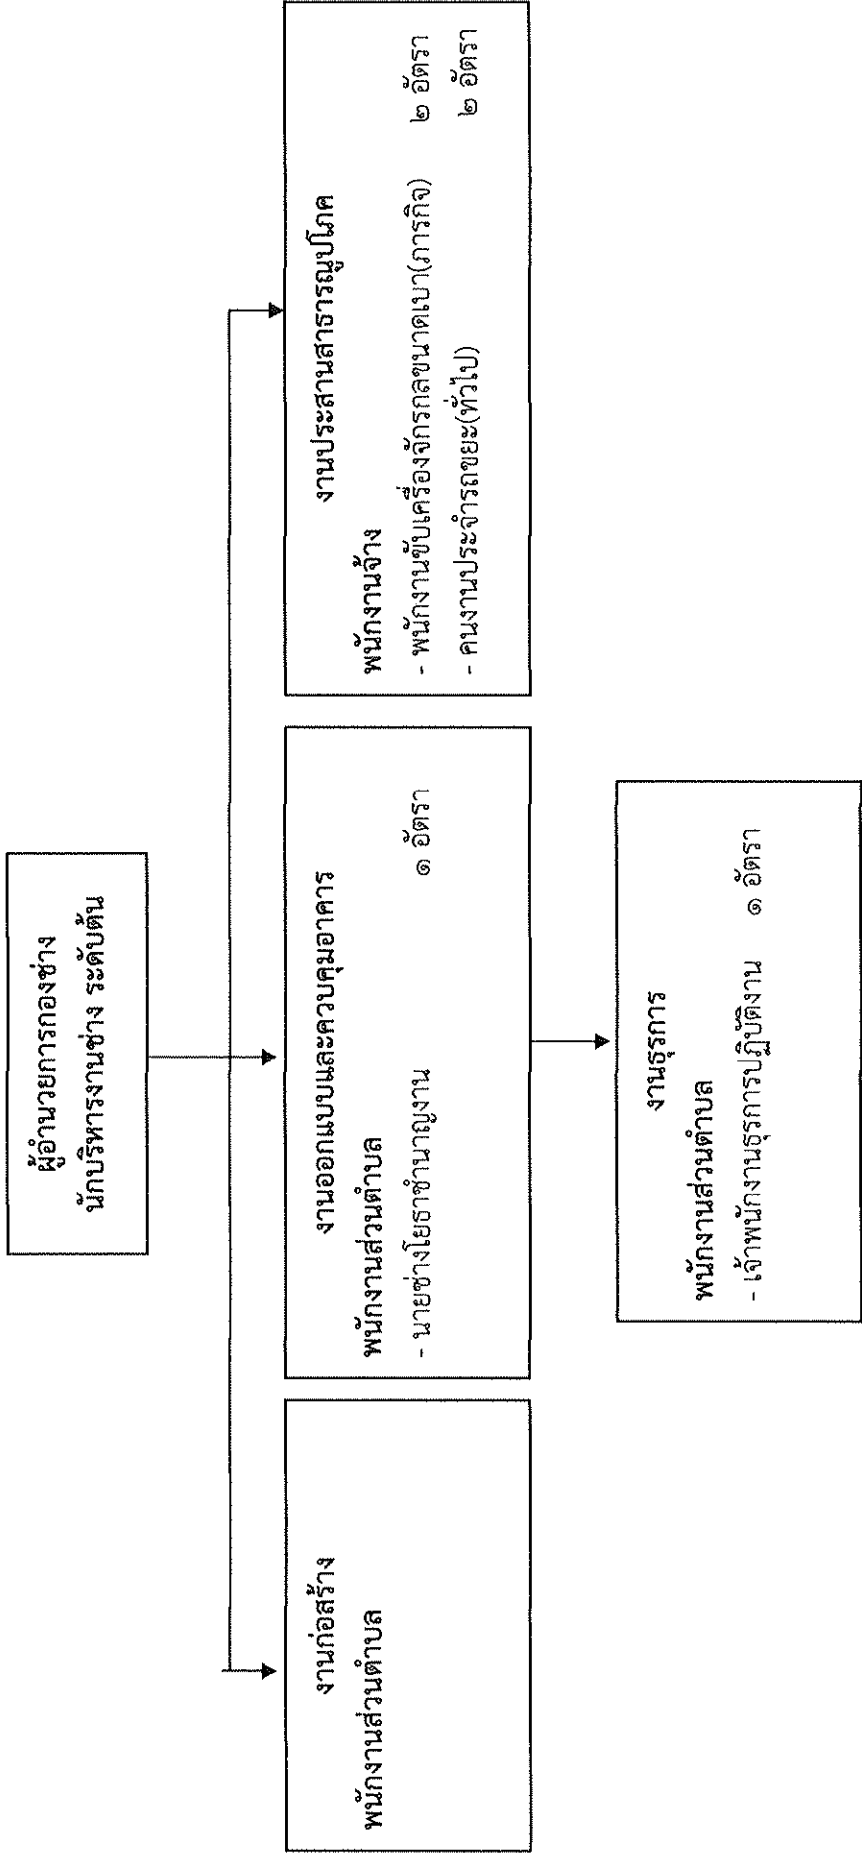 ผู้อำนวยการกองช่าง
นักบริหารงานช่าง ระดับต้น
งานก่อสร้าง
พนักงานส่วนตำบล
งานออกแบบและควบคุมอาคาร
พนักงานส่วนตำบล
- นายช่างโยธาชำนาญงาน ๑ อัตรา
งานประสานสาธารณูปโภค
พนักงานจ้าง
- พนักงานขับเครื่องจักรกลขนาดเบา(ภารกิจ) ๒ อัตรา
- คนงานประจำรถขยะ(ทั่วไป) ๒ อัตรา
งานธุรการ
พนักงานส่วนตำบล
- เจ้าพนักงานธุรการปฏิบัติงาน ๑ อัตรา